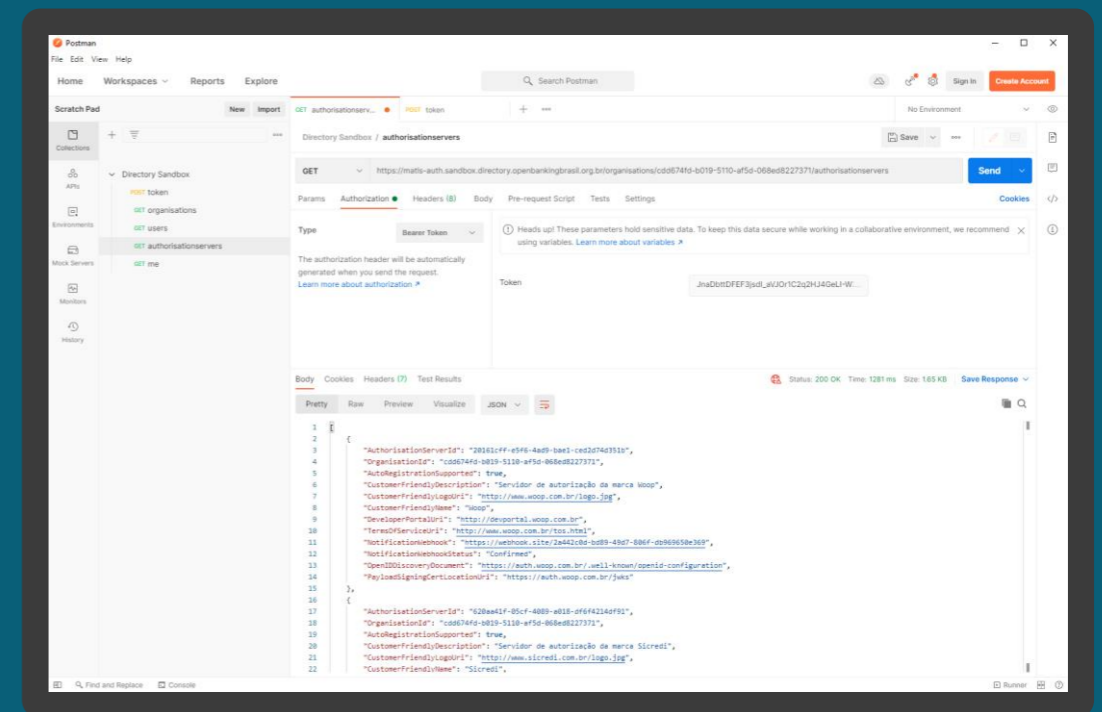 Postman
File Edit View Help
Home Workspaces Reports Explore
Search Postman
Sign In Create Account
Scratch Pad New Import
GET authorisationserv... POST token + ooo
No Environment
Collections
APIs
Environments
Mock Servers
Monitors
History
Directory Sandbox
POST token
GET organisations
GET users
GET authorisationservers
GET me
Directory Sandbox / authorisationservers
Save
GET https://matls-auth.sandbox.directory.openbankingbrasil.org.br/organisations/cdd674fd-b019-5110-af5d-068ed8227371/authorisationservers
Send
Params Authorization Headers (8) Body Pre-request Script Tests Settings Cookies
Type Bearer Token
The authorization header will be automatically
generated when you send the request.
Learn more about authorization
Heads up! These parameters hold sensitive data. To keep this data secure while working in a collaborative environment, we recommend
using variables. Learn more about variables
Token
Body Cookies Headers (7) Test Results
Status: 200 OK Time: 1281 ms Size: 1.65 KB Save Response
Pretty Raw Preview Visualize JSON
1 [
2 {
3 "AuthorisationServerId": "20161cff-e5f6-4ad9-bae1-ced2d74d351b",
4 "OrganisationId": "cdd674fd-b019-5110-af5d-068ed8227371",
5 "AutoRegistrationSupported": true,
6 "CustomerFriendlyDescription": "Servidor de autorização da marca Woop",
7 "CustomerFriendlyLogoUri": "http://www.woop.com.br/logo.jpg",
8 "CustomerFriendlyName": "Woop",
9 "DeveloperPortalUri": "http://devportal.woop.com.br",
10 "TermsOfServiceUri": "http://www.woop.com.br/tos.html",
11 "NotificationWebhook": "https://webhook.site/2a442c0d-bd89-49d7-806f-db969650e369",
12 "NotificationWebhookStatus": "Confirmed",
13 "OpenIDDiscoveryDocument": "https://auth.woop.com.br/.well-known/openid-configuration",
14 "PayloadSigningCertLocationUri": "https://auth.woop.com.br/jwks"
15 },
16 {
17 "AuthorisationServerId": "620aa41f-05cf-4089-a018-df6f4214df91",
18 "OrganisationId": "cdd674fd-b019-5110-af5d-068ed8227371",
19 "AutoRegistrationSupported": true,
20 "CustomerFriendlyDescription": "Servidor de autorização da marca Sicredi",
21 "CustomerFriendlyLogoUri": "http://www.sicredi.com.br/logo.jpg",
22 "CustomerFriendlyName": "Sicredi",
Find and Replace Console
Runner